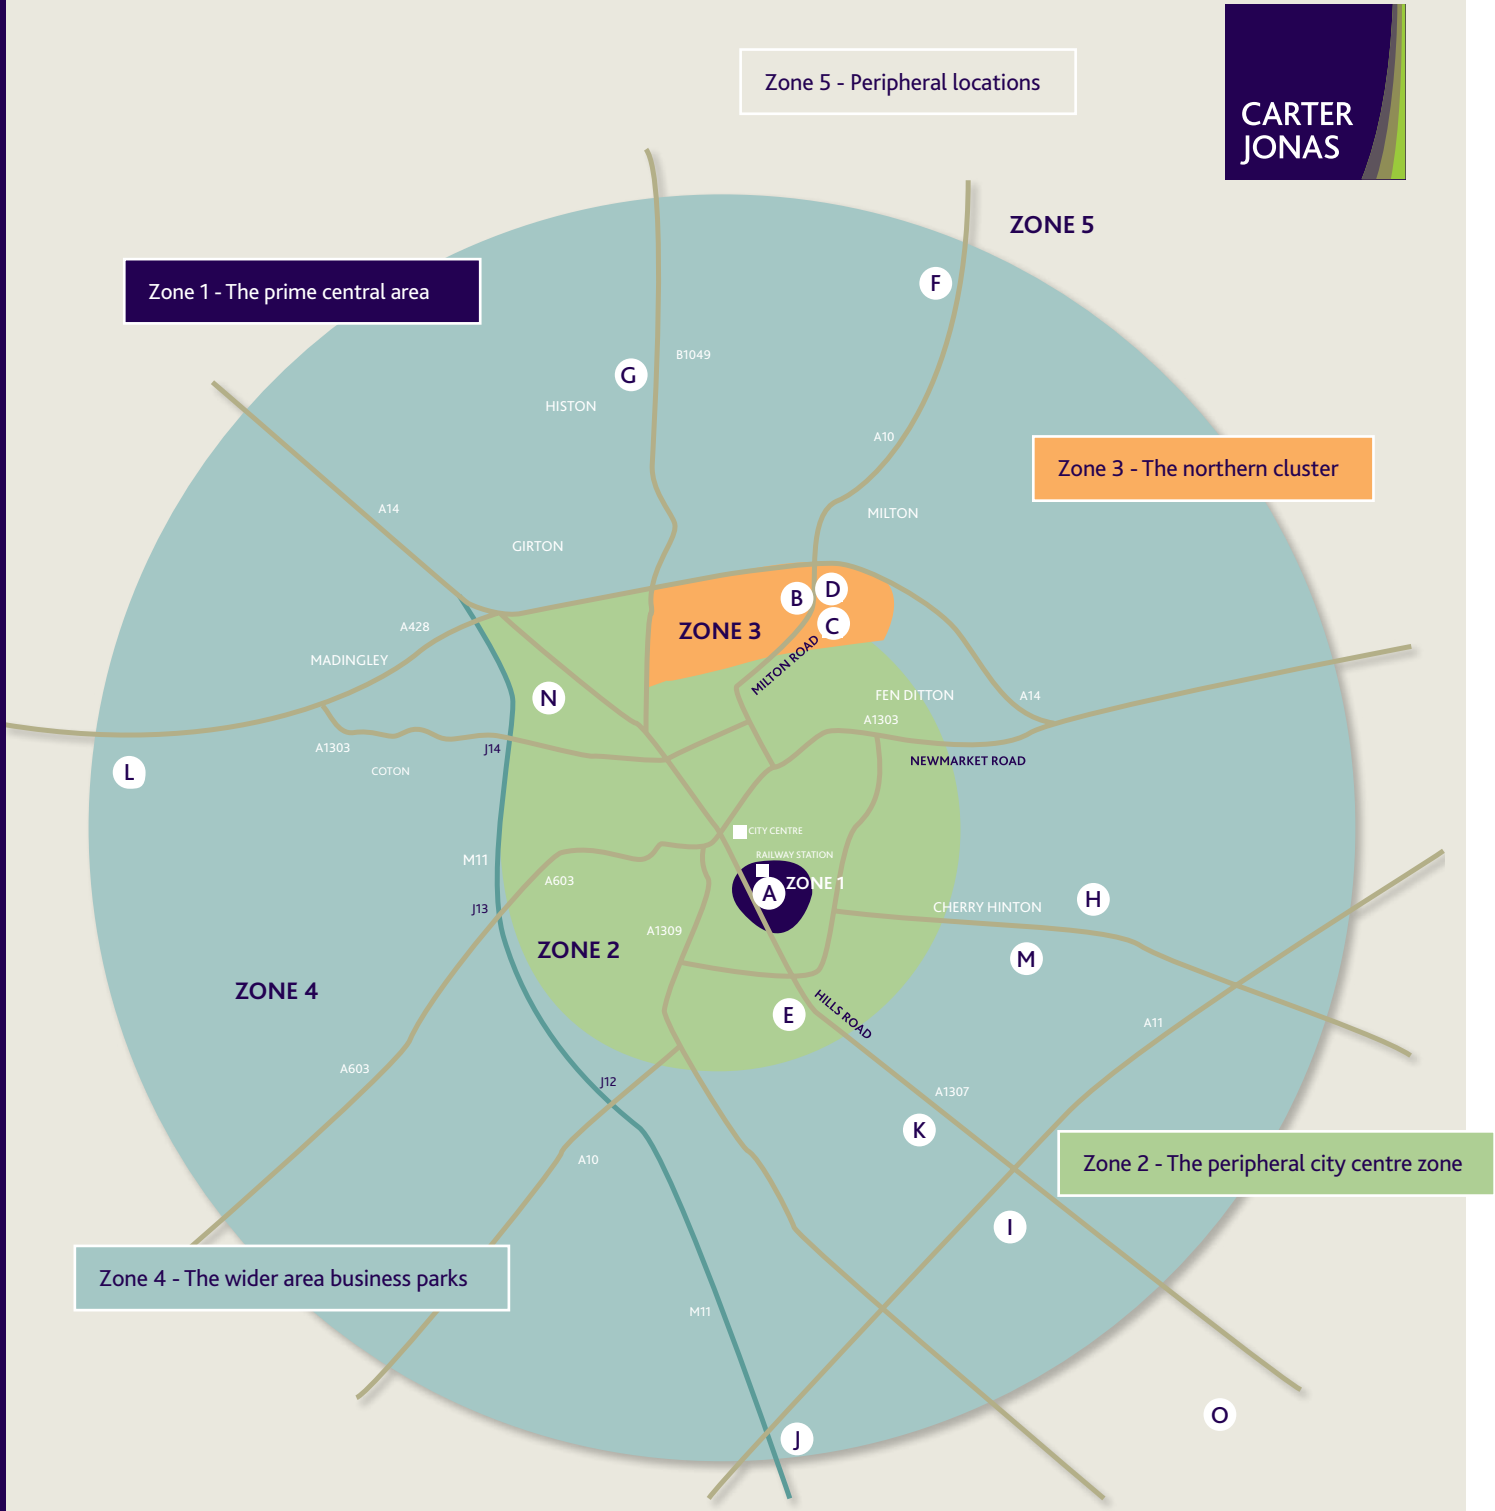 Zone 5 - Peripheral locations
CARTER
JONAS
ZONE 5
Zone 1 - The prime central area
F
B1049
G
HISTON
A10
Zone 3 - The northern cluster
A14
MILTON
GIRTON
D
B
C
ZONE 3
A428
MADINGLEY
MILTON ROAD
N
FEN DITTON
A14
A1303
A1303
J14
NEWMARKET ROAD
L
COTON
CITY CENTRE
RAILWAY STATION
M11
A603
ZONE 1
A
H
J13
CHERRY HINTON
A1309
ZONE 2
M
ZONE 4
E
HILLS ROAD
A11
A603
J12
A1307
K
A10
Zone 2 - The peripheral city centre zone
I
Zone 4 - The wider area business parks
M11
O
J